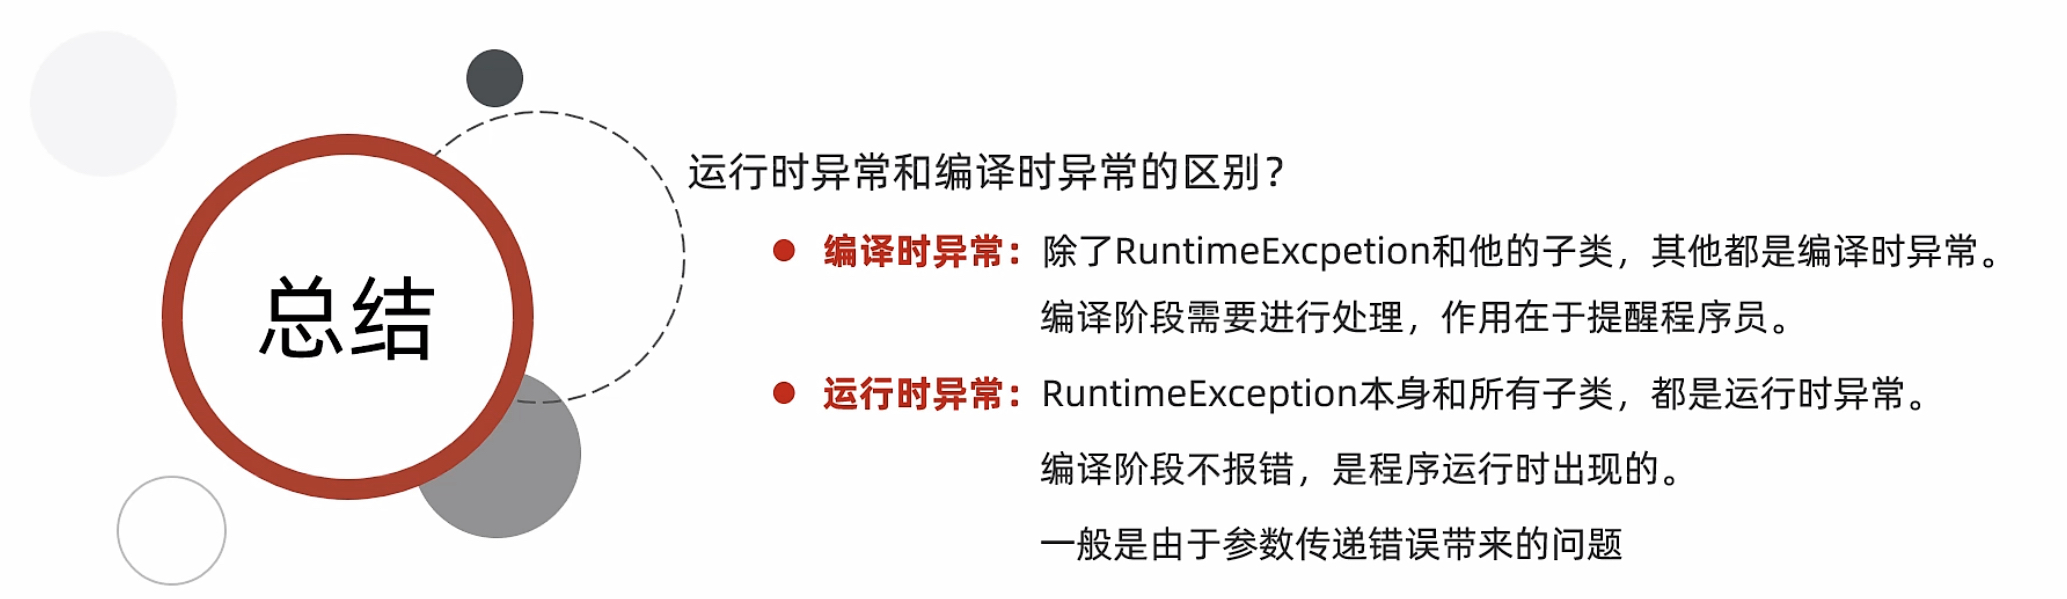 总结
运行时异常和编译时异常的区别？
编译时异常：除了RuntimeExcpetion和他的子类，其他都是编译时异常。
编译阶段需要进行处理，作用在于提醒程序员。
运行时异常：RuntimeException本身和所有子类，都是运行时异常。
编译阶段不报错，是程序运行时出现的。
一般是由于参数传递错误带来的问题